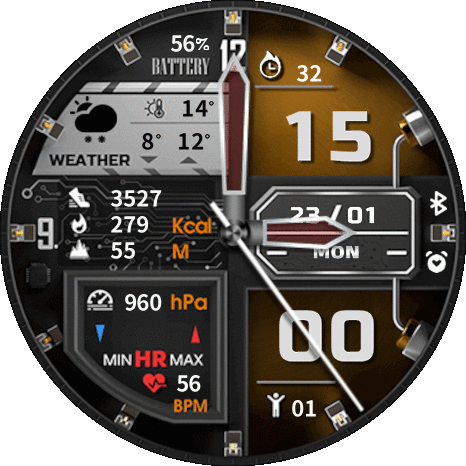 56%
BATTERY
12
32
14°
8° 12°
WEATHER
15
3527
279 Kcal
55 M
9
23/01
MON
960 hPa
MIN HR MAX
56
BPM
00
01